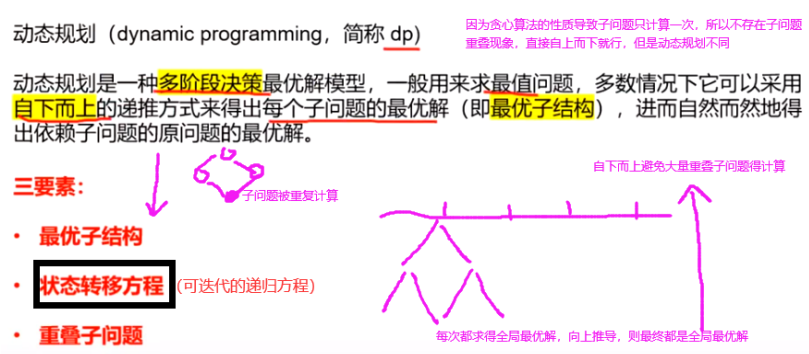 动态规划（dynamic programming，简称 dp)
因为贪心算法的性质导致子问题只计算一次，所以不存在子问题
重叠现象，直接自上而下就行，但是动态规划不同
动态规划是一种多阶段决策最优解模型，一般用来求最值问题，多数情况下它可以采用
自下而上的递推方式来得出每个子问题的最优解（即最优子结构），进而自然而然地得
出依赖子问题的原问题的最优解。
自下而上避免大量重叠子问题得计算
子问题被重复计算
三要素：
• 最优子结构
• 状态转移方程 (可迭代的递归方程)
• 重叠子问题
每次都求得全局最优解，向上推导，则最终都是全局最优解